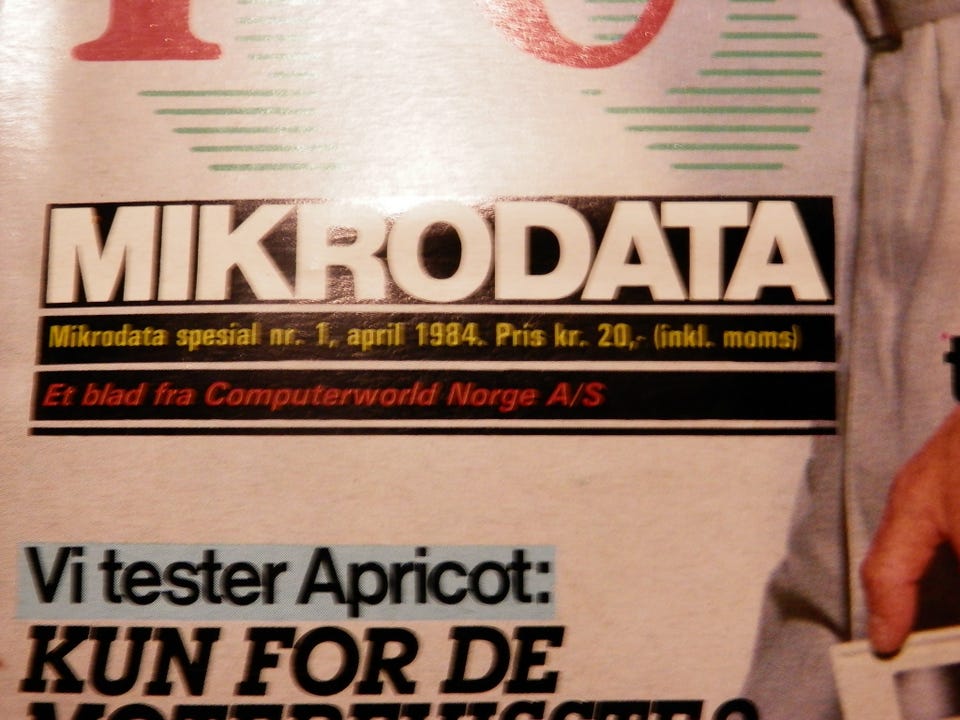 MIKRODATA
Mikrodata spesial nr. 1, april 1984. Pris kr. 20,- (inkl. moms)
Et blad fra Computerworld Norge A/S
Vi tester Apricot:
KUN FOR DE
MOTEBEVISSTE?